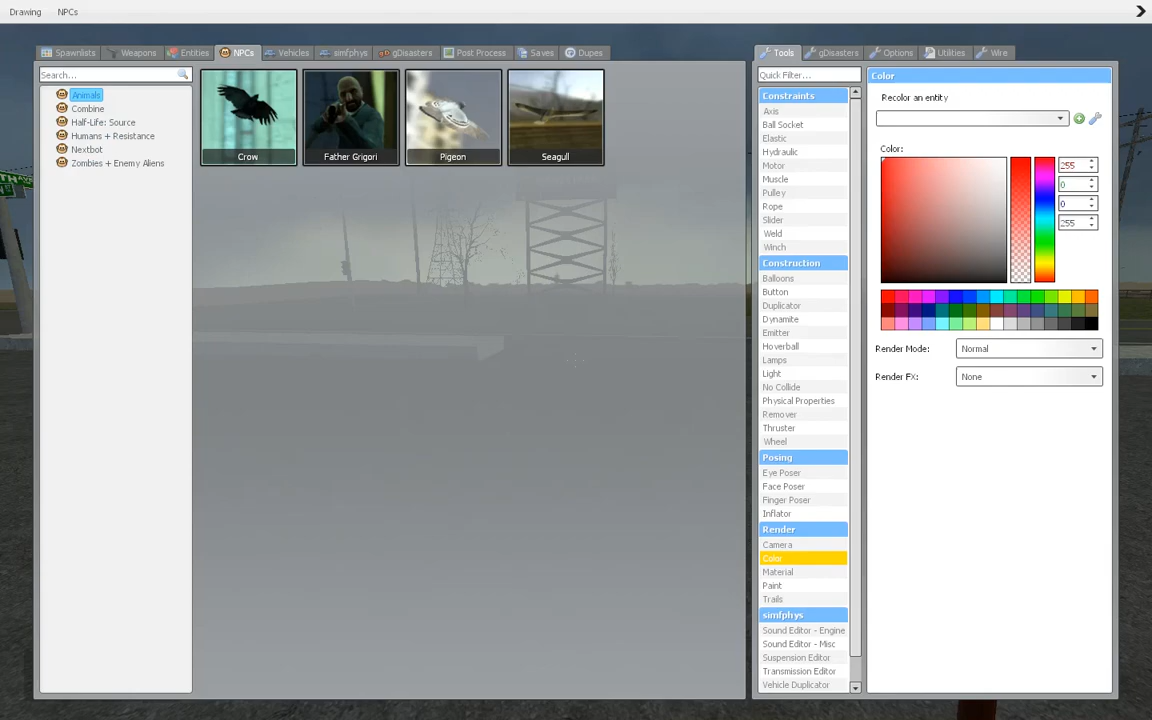 Drawing NPCs
Spawnlists Weapons Entities NPCs Vehicles simfphys gDisasters Post Process Saves Dupes
Search...
Animals
Combine
Half-Life: Source
Humans + Resistance
Nextbot
Zombies + Enemy Aliens
Crow
Father Grigori
Pigeon
Seagull
Tools gDisasters Options Utilities Wire
Quick Filter...
Constraints
Axis
Ball Socket
Elastic
Hydraulic
Motor
Muscle
Pulley
Rope
Slider
Weld
Winch
Construction
Balloons
Button
Duplicator
Dynamite
Emitter
Hoverball
Lamps
Light
No Collide
Physical Properties
Remover
Thruster
Wheel
Posing
Eye Poser
Face Poser
Finger Poser
Inflator
Render
Camera
Color
Material
Paint
Trails
simfphys
Sound Editor - Engine
Sound Editor - Misc
Suspension Editor
Transmission Editor
Vehicle Duplicator
Color
Recolor an entity
Color:
255
0
0
255
Render Mode: Normal
Render FX: None